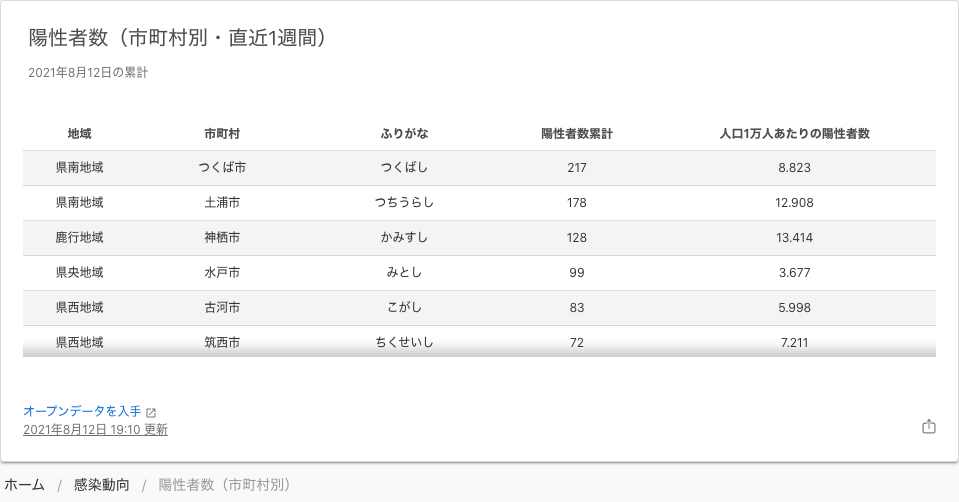 陽性者数（市町村別・直近1週間）
2021年8月12日の累計
地域 市町村 ふりがな 陽性者数累計 人口1万人あたりの陽性者数
県南地域 つくば市 つくばし 217 8.823
県南地域 土浦市 つちうらし 178 12.908
鹿行地域 神栖市 かみすし 128 13.414
県央地域 水戸市 みとし 99 3.677
県西地域 古河市 こがし 83 5.998
県西地域 筑西市 ちくせいし 72 7.211
オープンデータを入手
2021年8月12日 19:10 更新
ホーム / 感染動向 / 陽性者数（市町村別）